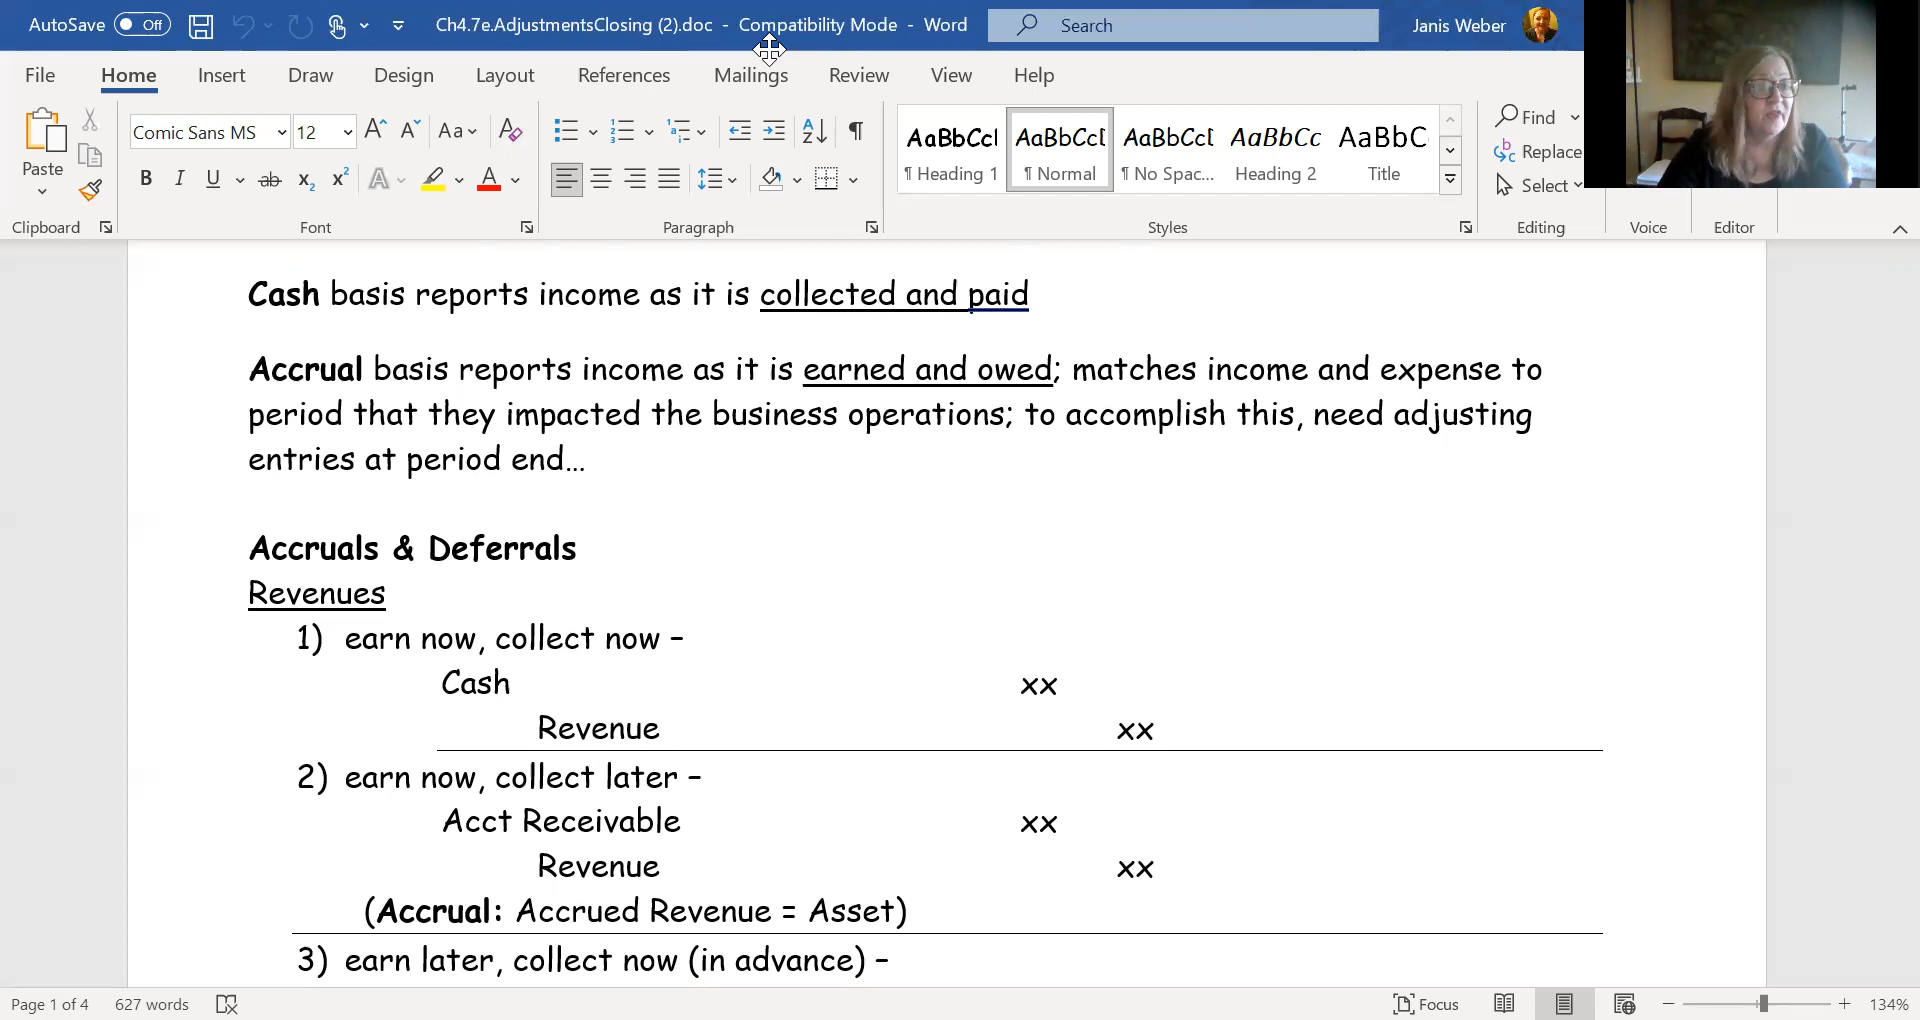 AutoSave Off Ch4.7e.AdjustmentsClosing (2).doc - Compatibility Mode - Word Search Janis Weber
File Home Insert Draw Design Layout References Mailings Review View Help
Comic Sans MS 12 Aa
Paste
B I U ab x₂ x² A A
AaBbCcI AaBbCcI AaBbCcI AaBbCc AaBbC
¶ Heading 1 ¶ Normal ¶ No Spac... Heading 2 Title
Find
Replace
Select
Clipboard Font Paragraph Styles Editing Voice Editor
Cash basis reports income as it is collected and paid
Accrual basis reports income as it is earned and owed; matches income and expense to
period that they impacted the business operations; to accomplish this, need adjusting
entries at period end…
Accruals & Deferrals
Revenues
1) earn now, collect now –
Cash xx
Revenue xx
2) earn now, collect later –
Acct Receivable xx
Revenue xx
(Accrual: Accrued Revenue = Asset)
3) earn later, collect now (in advance) –
Page 1 of 4 627 words Focus 134%